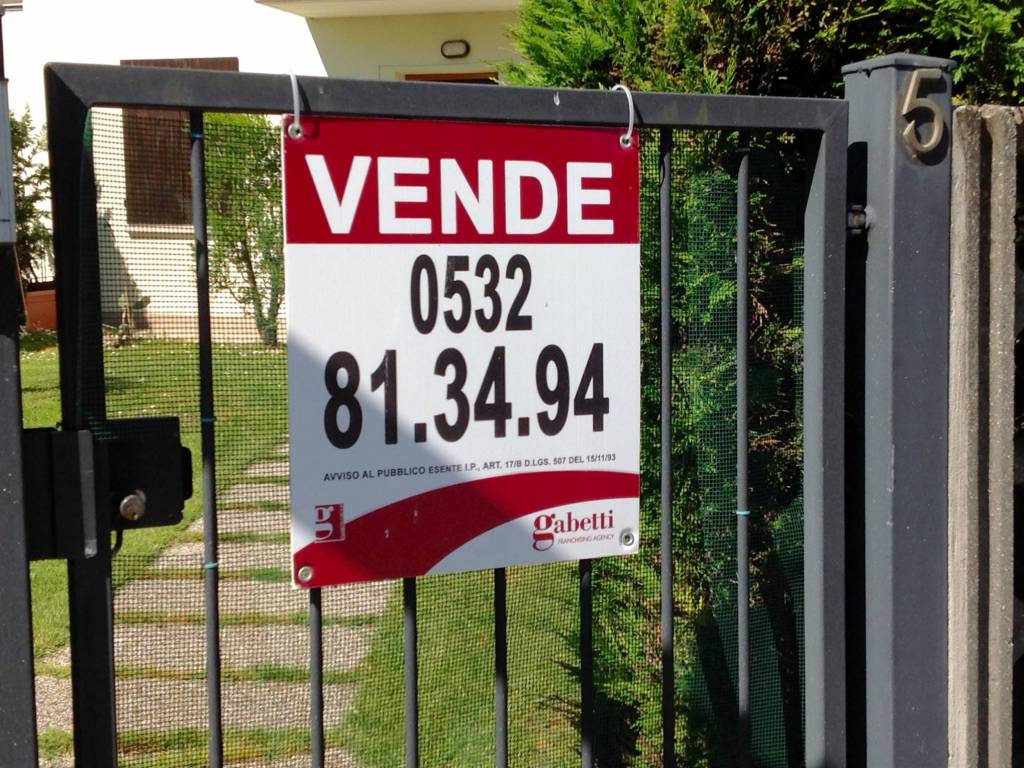 5
VENDE
0532
81.34.94
AVVISO AL PUBBLICO ESENTE I.P., ART. 17/B D.LGS. 507 DEL 15/11/93
g
gabetti
FRANCHISING AGENCY